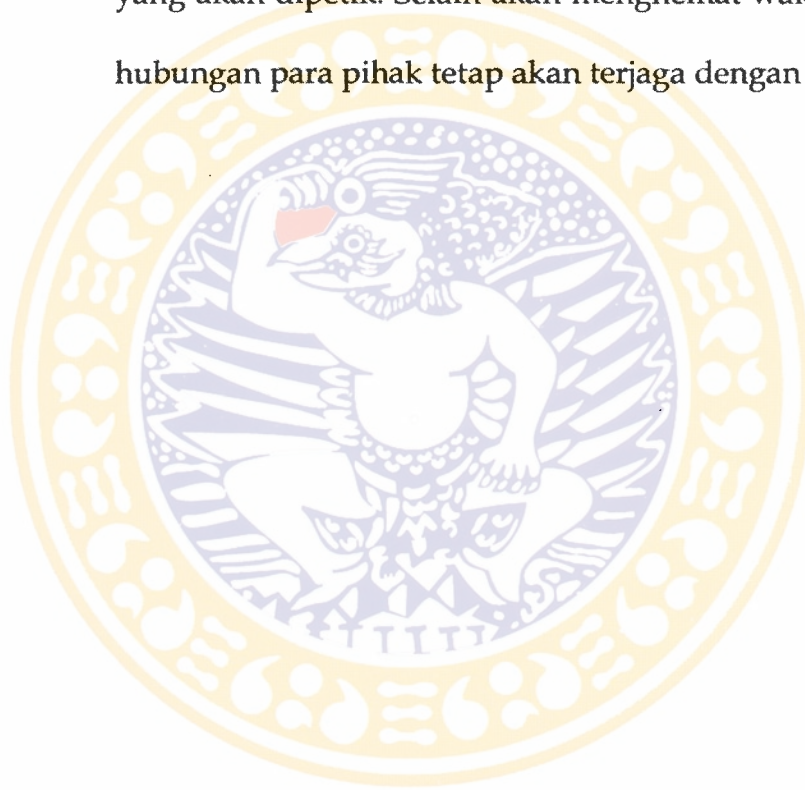 yang akan dipetik. Selain akan menghemat
hubungan para pihak tetap akan terjaga dengan